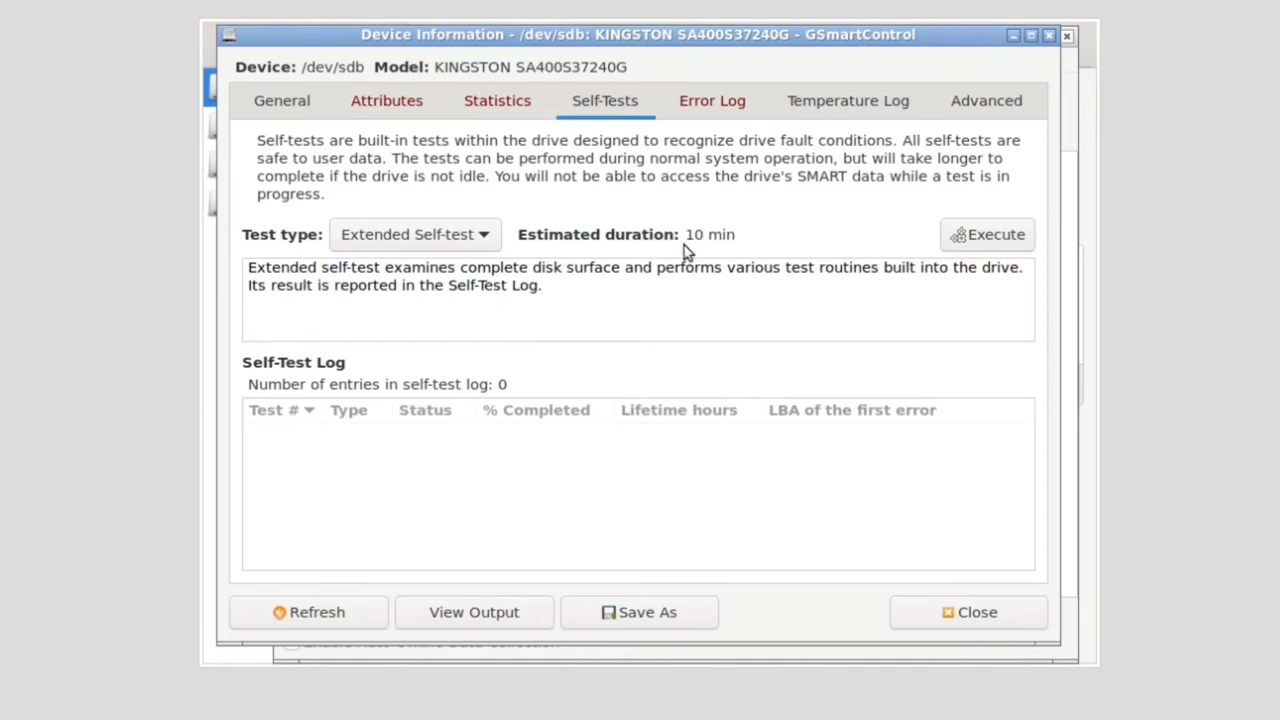 Device Information - /dev/sdb: KINGSTON SA400S37240G - GSmartControl
Device: /dev/sdb Model: KINGSTON SA400S37240G
General Attributes Statistics Self-Tests Error Log Temperature Log Advanced
Self-tests are built-in tests within the drive designed to recognize drive fault conditions. All self-tests are
safe to user data. The tests can be performed during normal system operation, but will take longer to
complete if the drive is not idle. You will not be able to access the drive's SMART data while a test is in
progress.
Test type: Extended Self-test Estimated duration: 10 min Execute
Extended self-test examines complete disk surface and performs various test routines built into the drive.
Its result is reported in the Self-Test Log.
Self-Test Log
Number of entries in self-test log: 0
Test # Type Status % Completed Lifetime hours LBA of the first error
Refresh View Output Save As Close